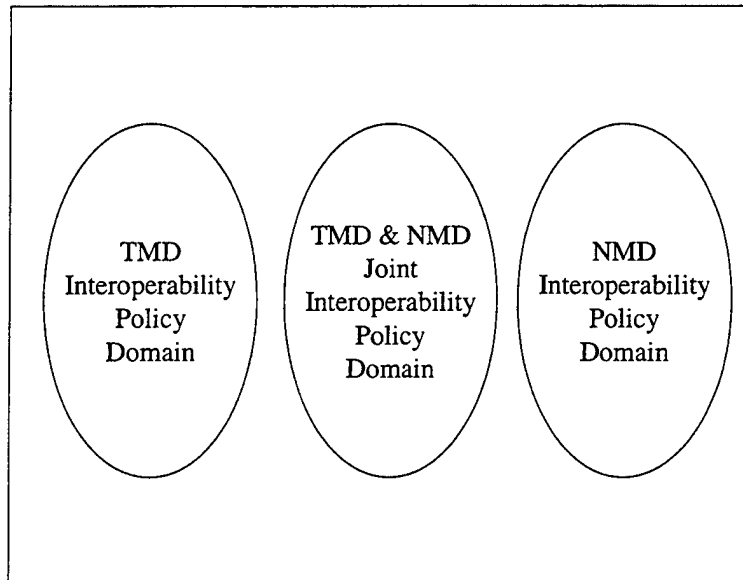 TMD
Interoperability
Policy
Domain
TMD & NMD
Joint
Interoperability
Policy
Domain
NMD
Interoperability
Policy
Domain